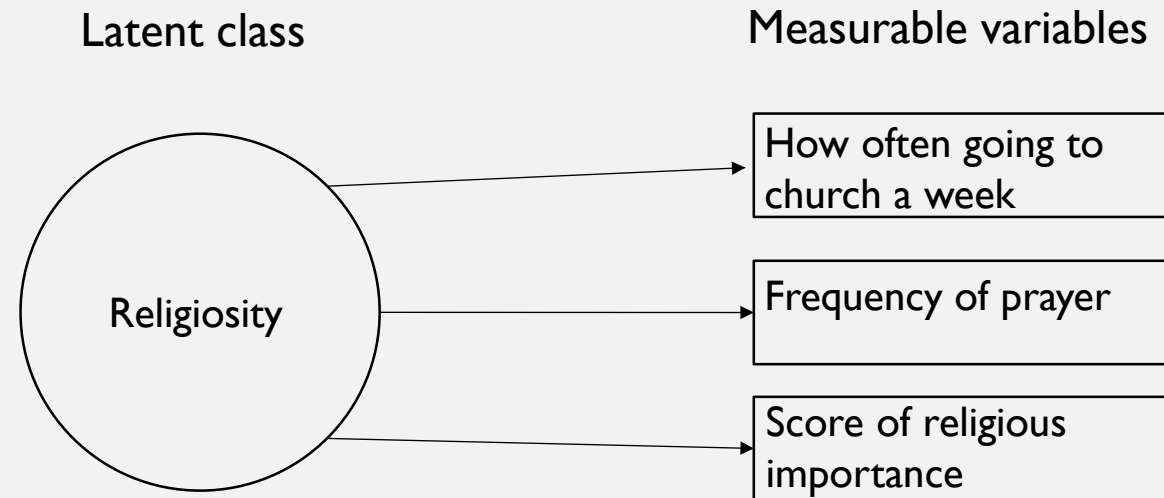 Latent class
Measurable variables
How often going to
church a week
Religiosity
Frequency of prayer
Score of religious
importance